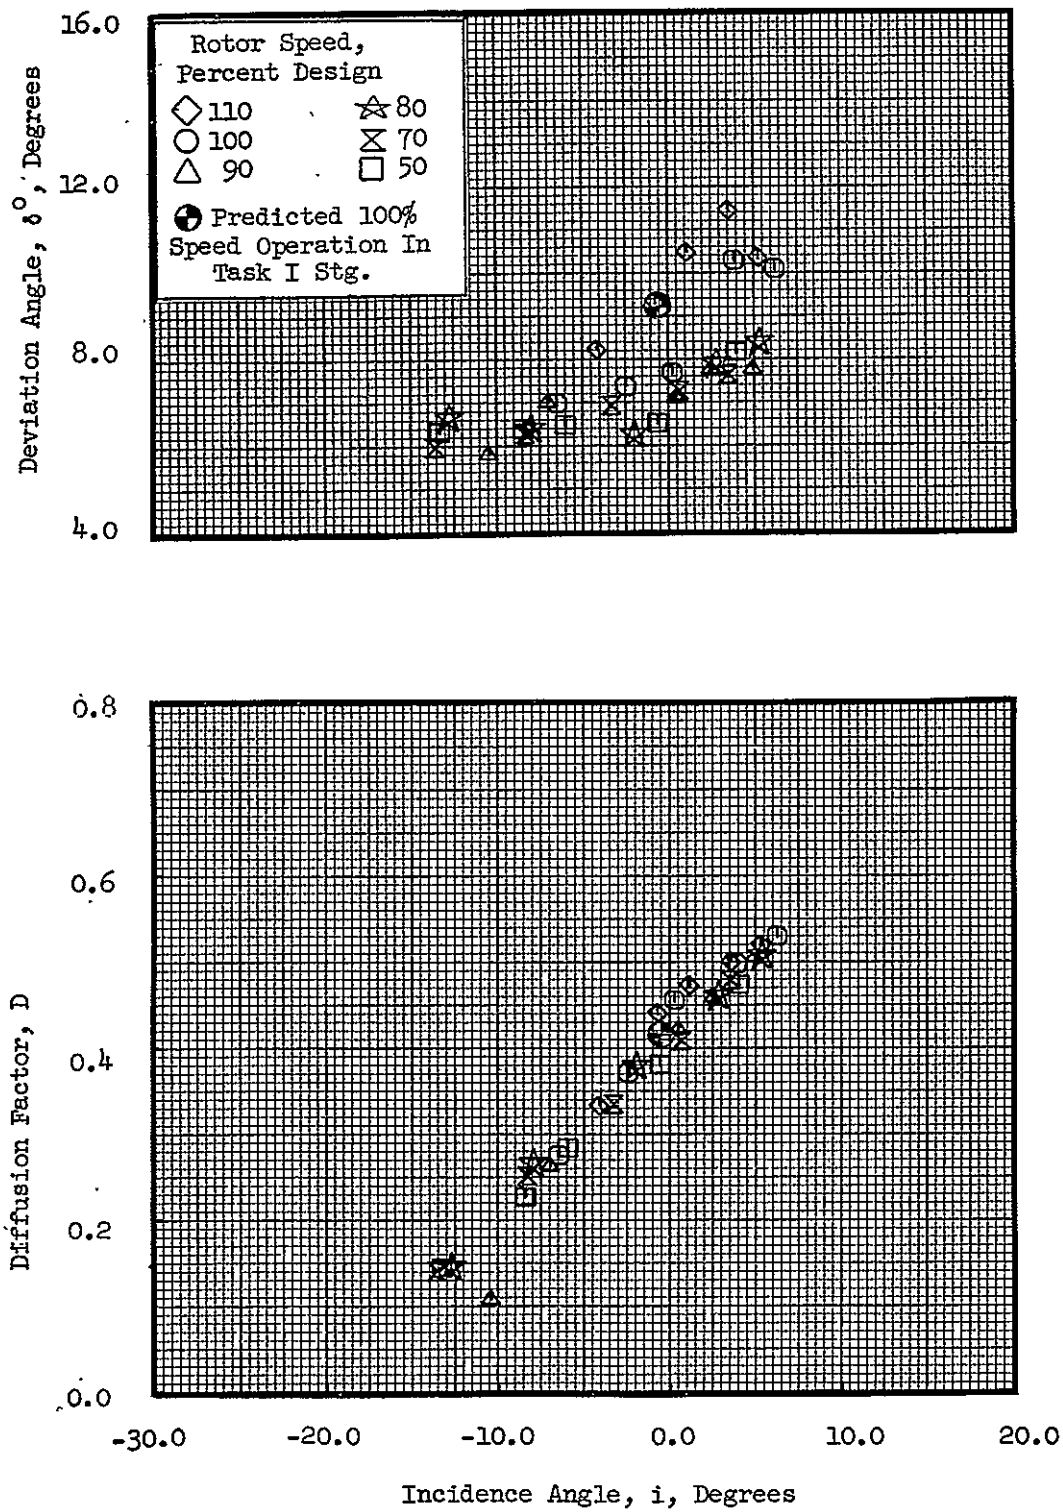 16.0
Rotor Speed,
Percent Design
110
80
100
70
90
50
Predicted 100%
Speed Operation In
Task I Stg.
12.0
8.0
4.0
Deviation Angle, δ°, Degrees
0.8
0.6
0.4
0.2
0.0
Diffusion Factor, D
-30.0 -20.0 -10.0 0.0 10.0 20.0
Incidence Angle, i, Degrees